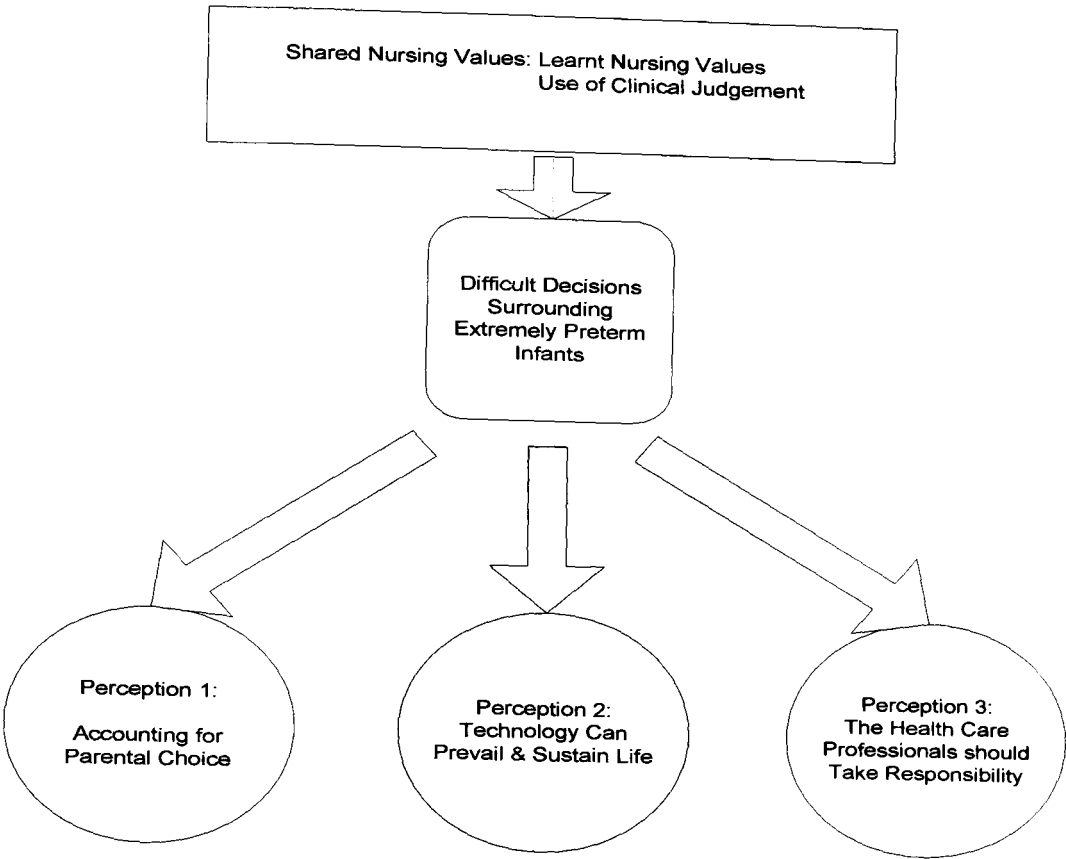 Shared Nursing Values: Learnt Nursing Values
Use of Clinical Judgement
Difficult Decisions
Surrounding
Extremely Preterm
Infants
Perception 1:
Accounting for
Parental Choice
Perception 2:
Technology Can
Prevail & Sustain Life
Perception 3:
The Health Care
Professionals should
Take Responsibility